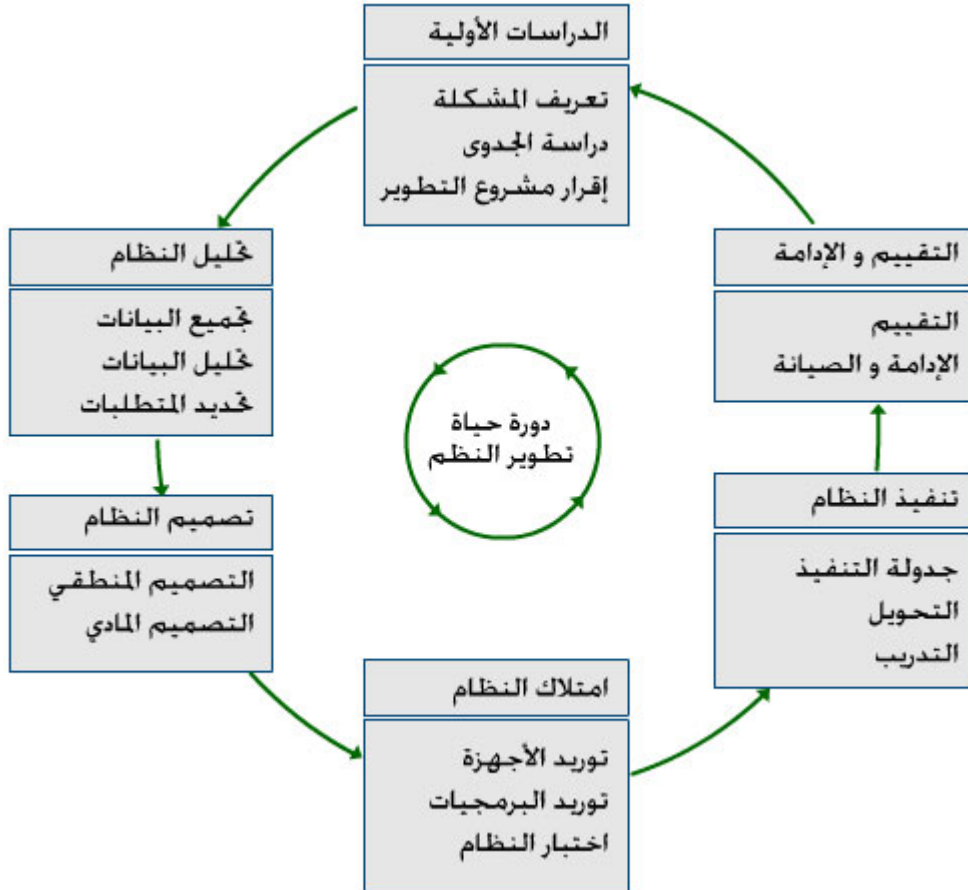 الدراسات الأولية
تعريف المشكلة
دراسة الجدوى
إقرار مشروع التطوير
تحليل النظام
تجميع البيانات
تحليل البيانات
تحديد المتطلبات
تصميم النظام
التصميم المنطقي
التصميم المادي
امتلاك النظام
توريد الأجهزة
توريد البرمجيات
اختبار النظام
تنفيذ النظام
جدولة التنفيذ
التحويل
التدريب
التقييم و الإدامة
التقييم
الإدامة و الصيانة
دورة حياة
تطوير النظم